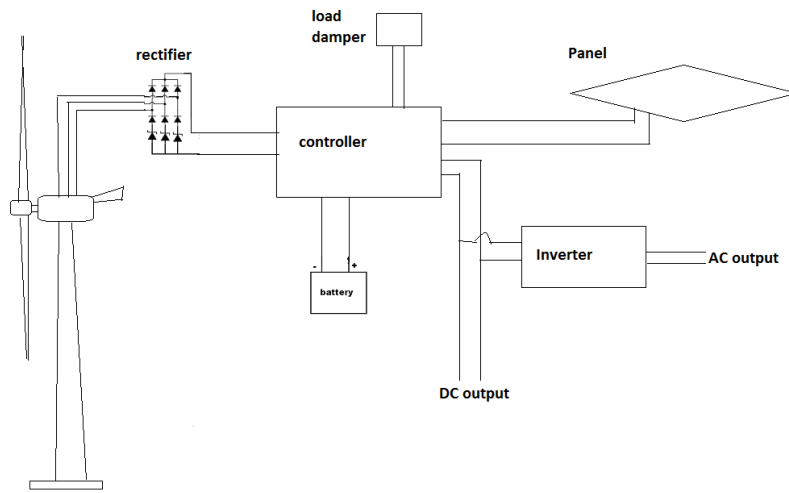 load
damper
rectifier
Panel
controller
Inverter
AC output
- +
battery
DC output